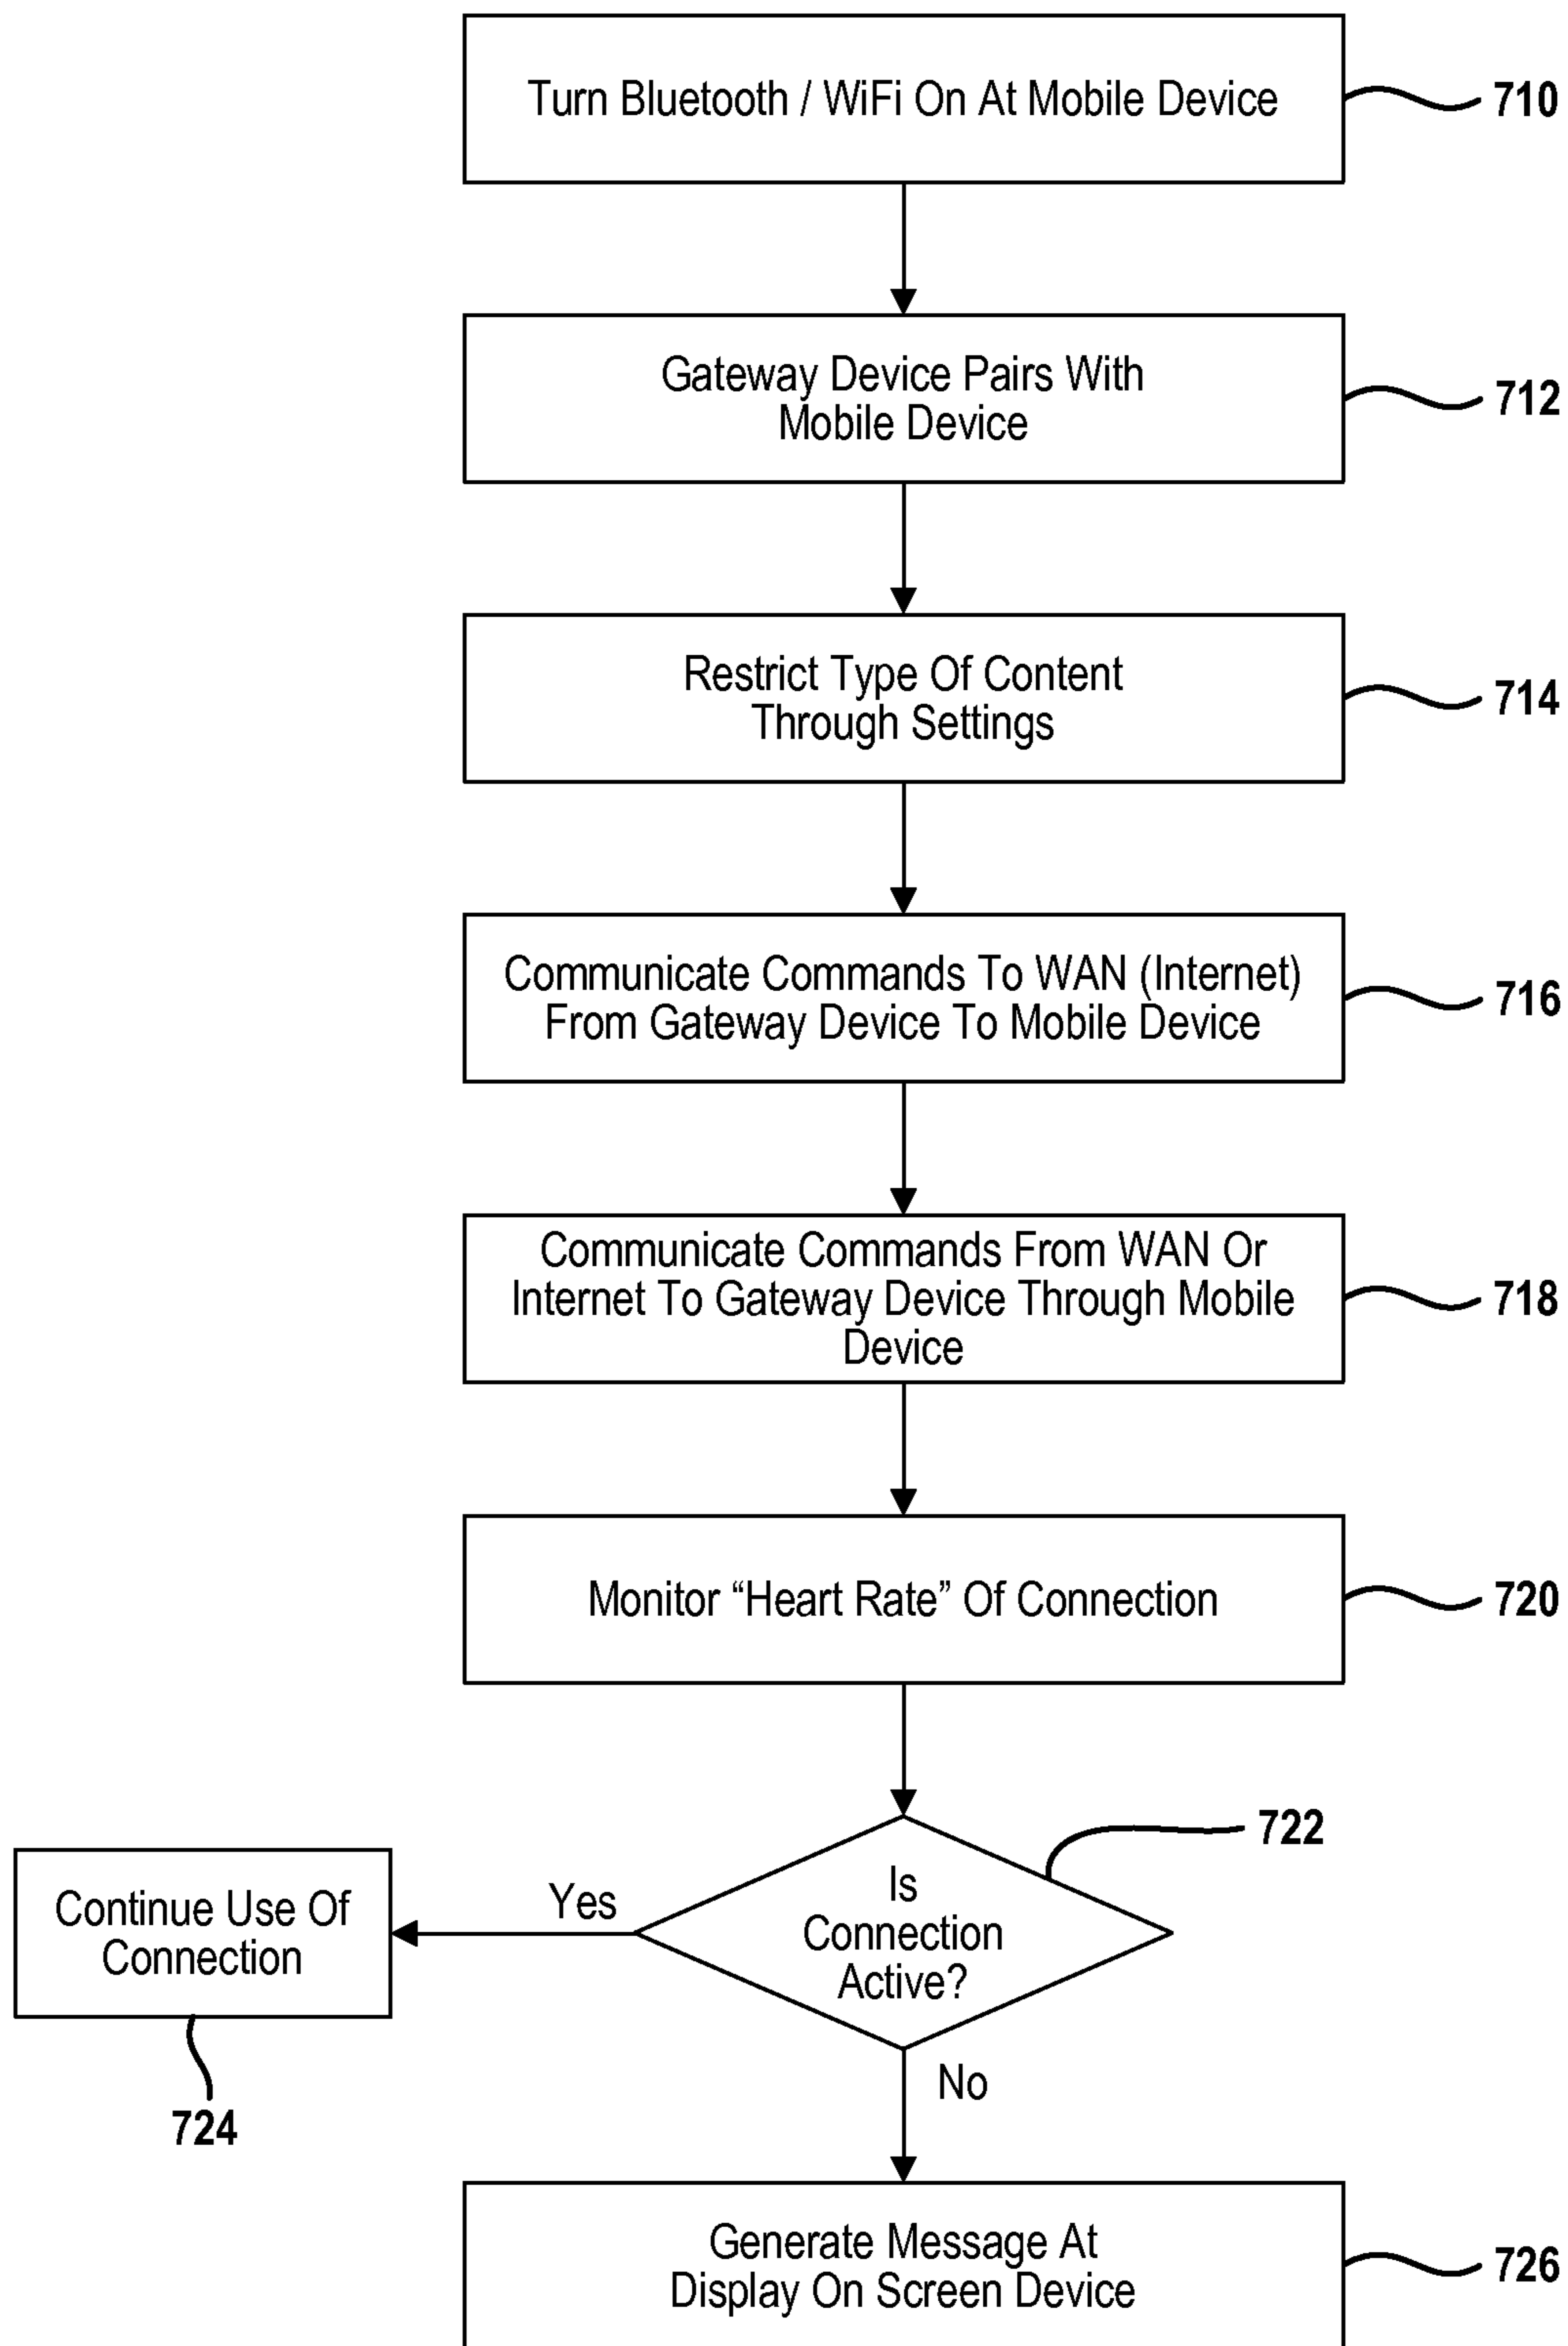 Turn Bluetooth / WiFi On At Mobile Device
710
Gateway Device Pairs With
Mobile Device
712
Restrict Type Of Content
Through Settings
714
Communicate Commands To WAN (Internet)
From Gateway Device To Mobile Device
716
Communicate Commands From WAN Or
Internet To Gateway Device Through Mobile
Device
718
Monitor “Heart Rate” Of Connection
720
Is
Connection
Active?
722
Yes
Continue Use Of
Connection
724
No
Generate Message At
Display On Screen Device
726